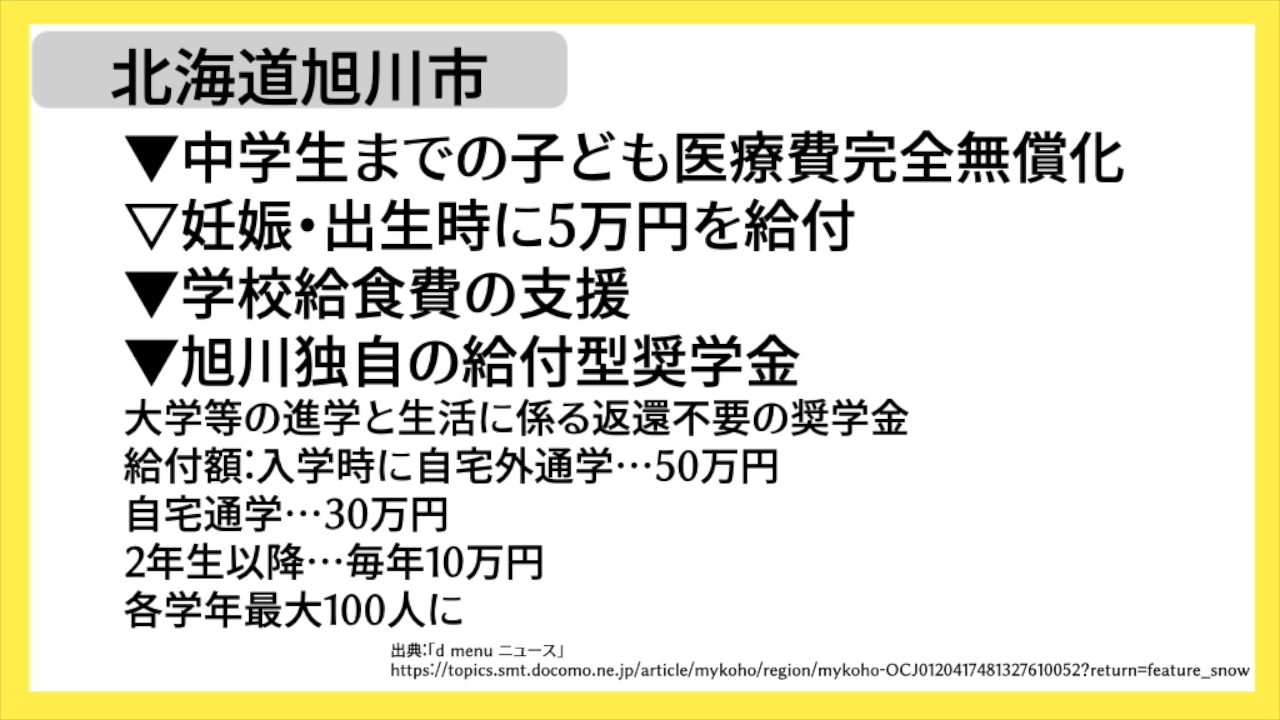 北海道旭川市
▼中学生までの子ども医療費完全無償化
▽妊娠・出生時に5万円を給付
▼学校給食費の支援
▼旭川独自の給付型奨学金
大学等の進学と生活に係る返還不要の奨学金
給付額:入学時に自宅外通学…50万円
自宅通学…30万円
2年生以降…毎年10万円
各学年最大100人に
出典:「d menu ニュース」
https://topics.smt.docomo.ne.jp/article/mykoho/region/mykoho-OCJ0120417481327610052?return=feature_snow